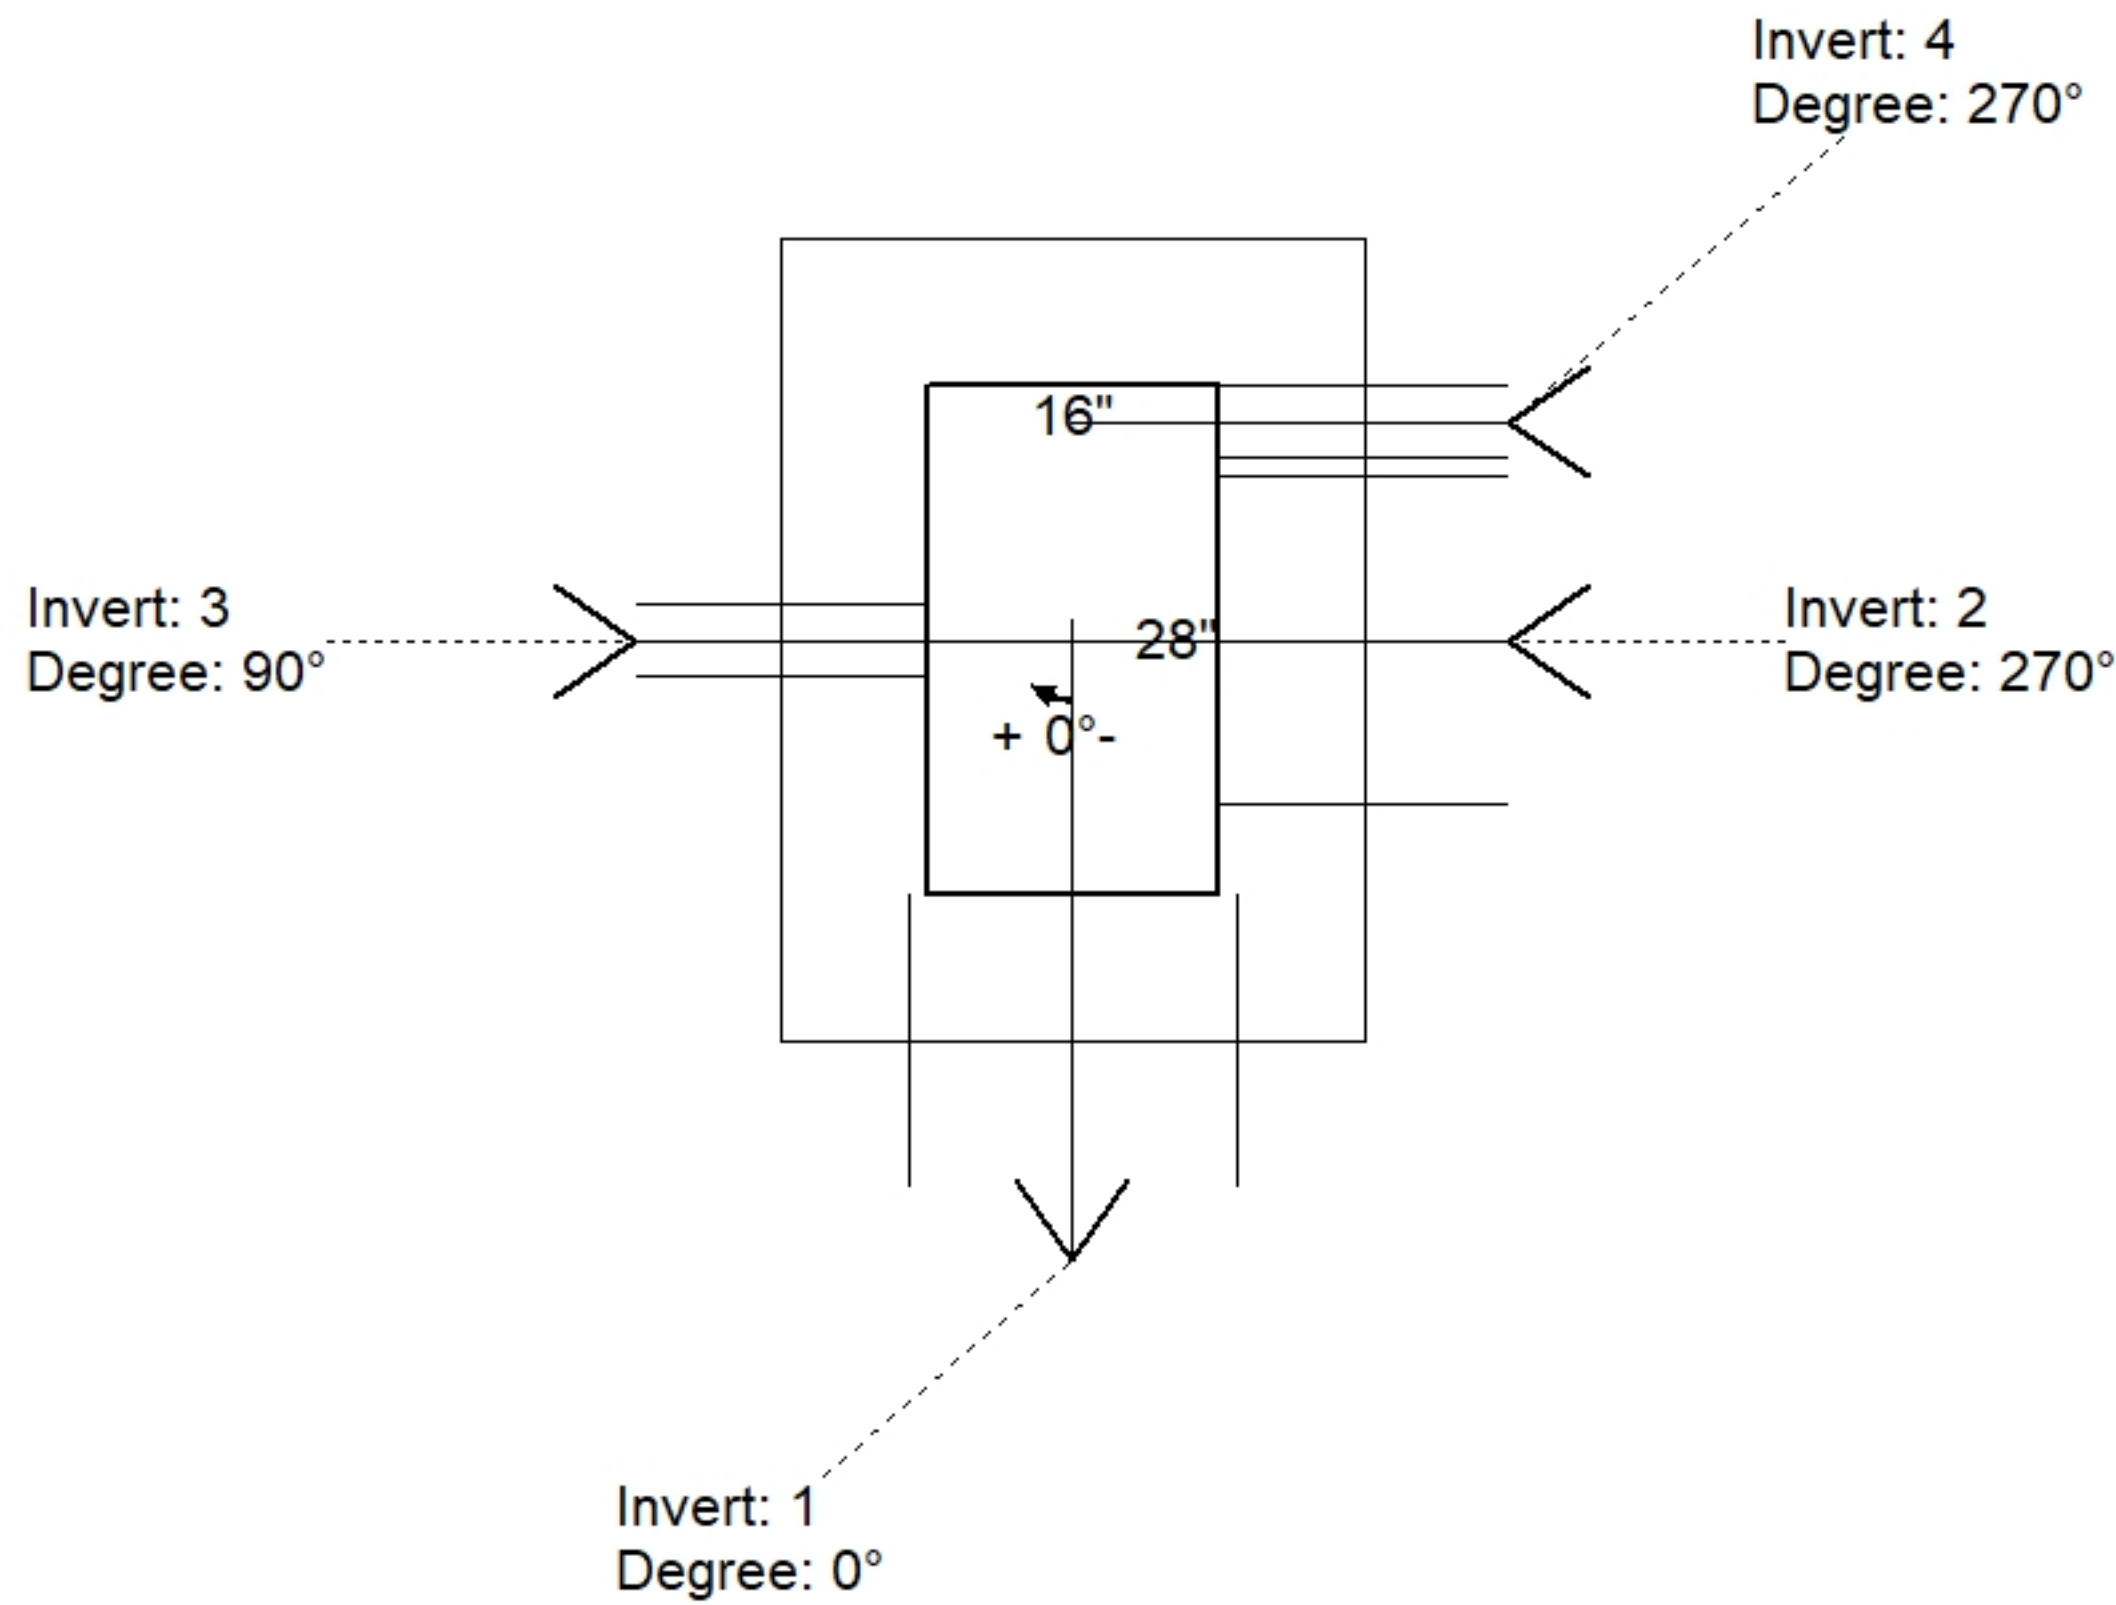 Invert: 4
Degree: 270°
16"
Invert: 3
Degree: 90°
28"
Invert: 2
Degree: 270°
+ 0°-
Invert: 1
Degree: 0°